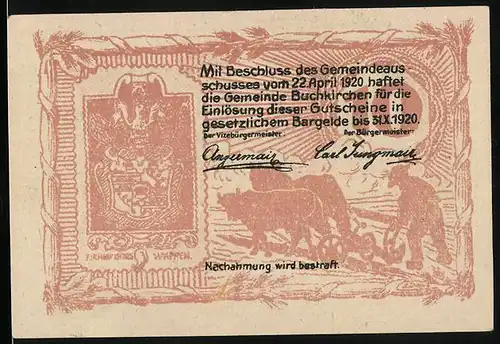 Mit Beschluss des Gemeindeaus
schusses vom 22. April 1920 haftet
die Gemeinde Buchkirchen für die
Einlösung dieser Gutscheine in
gesetzlichem Bargelde bis 31.X.1920.
Der Vizebürgermeister: Der Bürgermeister:
Angermair Carl Jungmair
WAPPEN.
Nachahmung wird bestraft.